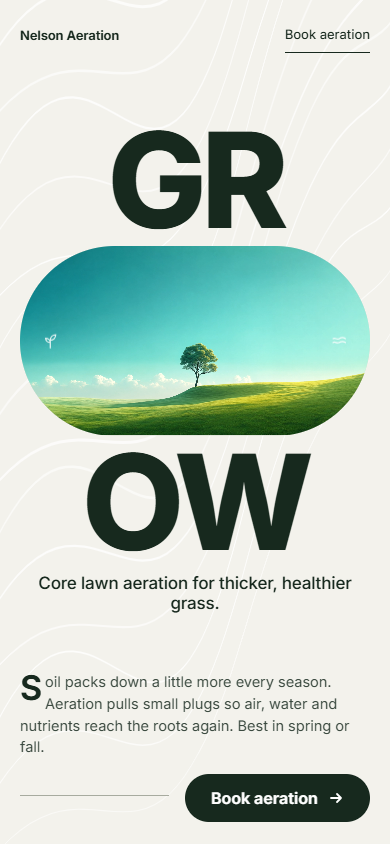 Nelson Aeration
Book aeration
GR
OW
Core lawn aeration for thicker, healthier
grass.
Soil packs down a little more every season.
Aeration pulls small plugs so air, water and
nutrients reach the roots again. Best in spring or
fall.
Book aeration